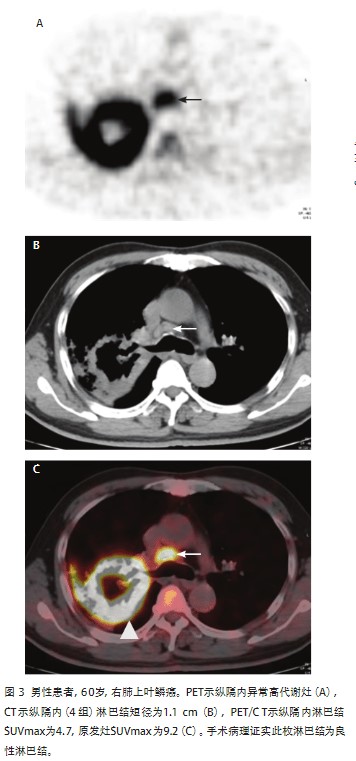 A
B
C
图 3 男性患者, 60岁, 右肺上叶鳞癌。PET示纵隔内异常高代谢灶 (A) ,
CT示纵隔内 (4 组) 淋巴结短径为1.1 cm (B) , PET/C T示纵隔内淋巴结
SUVmax为4.7, 原发灶SUVmax为9.2 (C) 。手术病理证实此枚淋巴结为良
性淋巴结。